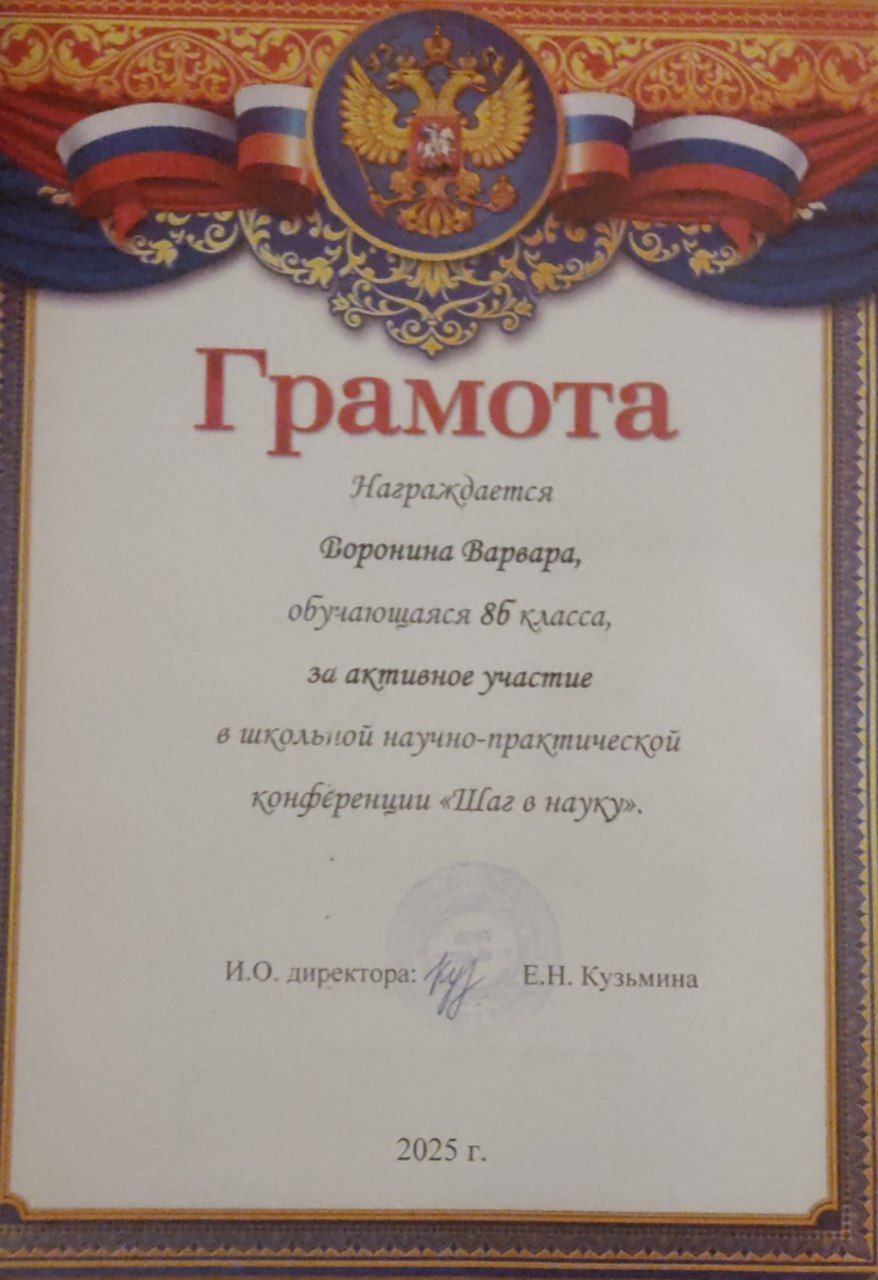 Грамота
Награждается
Воронина Варвара,
обучающаяся 8б класса,
за активное участие
в школьной научно-практической
конференции «Шаг в науку».
И.О. директора: Е.Н. Кузьмина
2025 г.